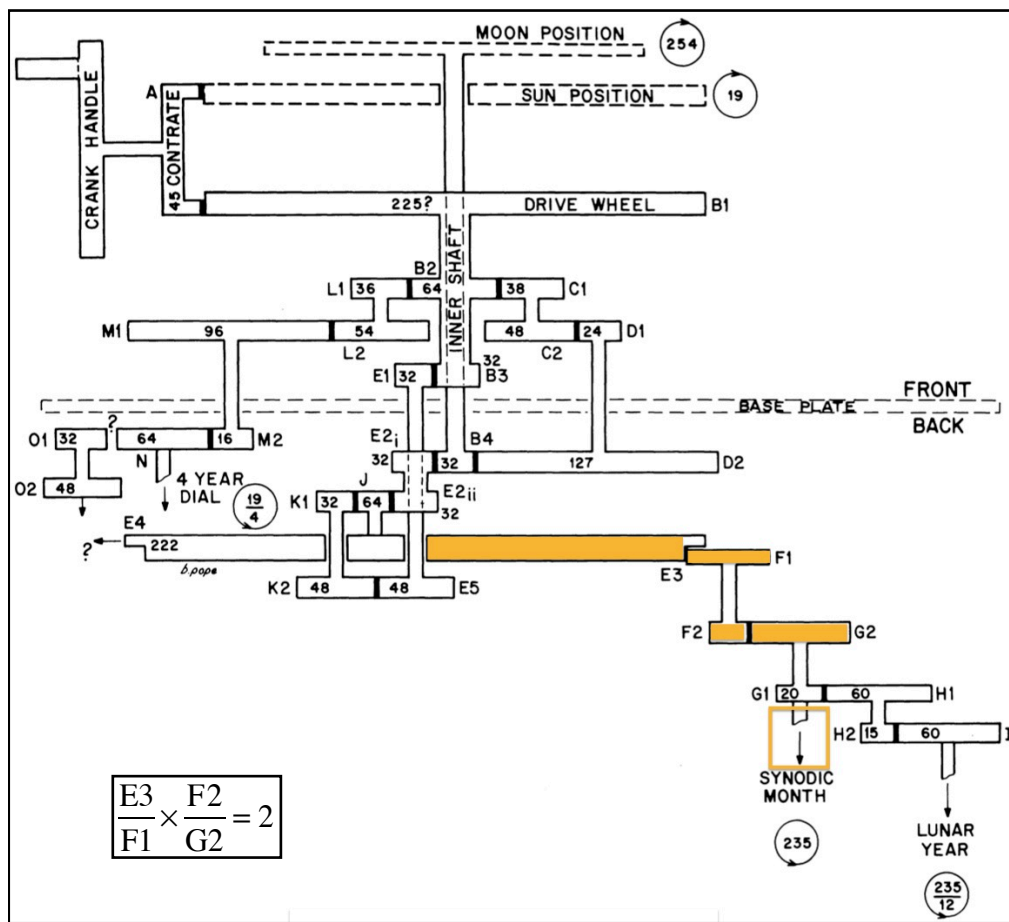 MOON POSITION
254
CRANK HANDLE
A
SUN POSITION
19
45 CONTRATE
225?
DRIVE WHEEL
B1
INNER SHAFT
B2
L1
36
64
38
C1
M1
96
54
48
24
D1
L2
C2
32
E1
32
B3
FRONT
BASE PLATE
BACK
?
E2i
B4
O1
32
64
16
M2
32
32
127
D2
N
O2
48
4 YEAR
DIAL
19
4
J
E2ii
K1
32
64
32
E4
?
222
b.pope
E3
F1
K2
48
48
E5
F2
G2
G1
20
60
H1
H2
15
60
I
SYNODIC
MONTH
235
LUNAR
YEAR
235
12
E3/F1 × F2/G2 = 2